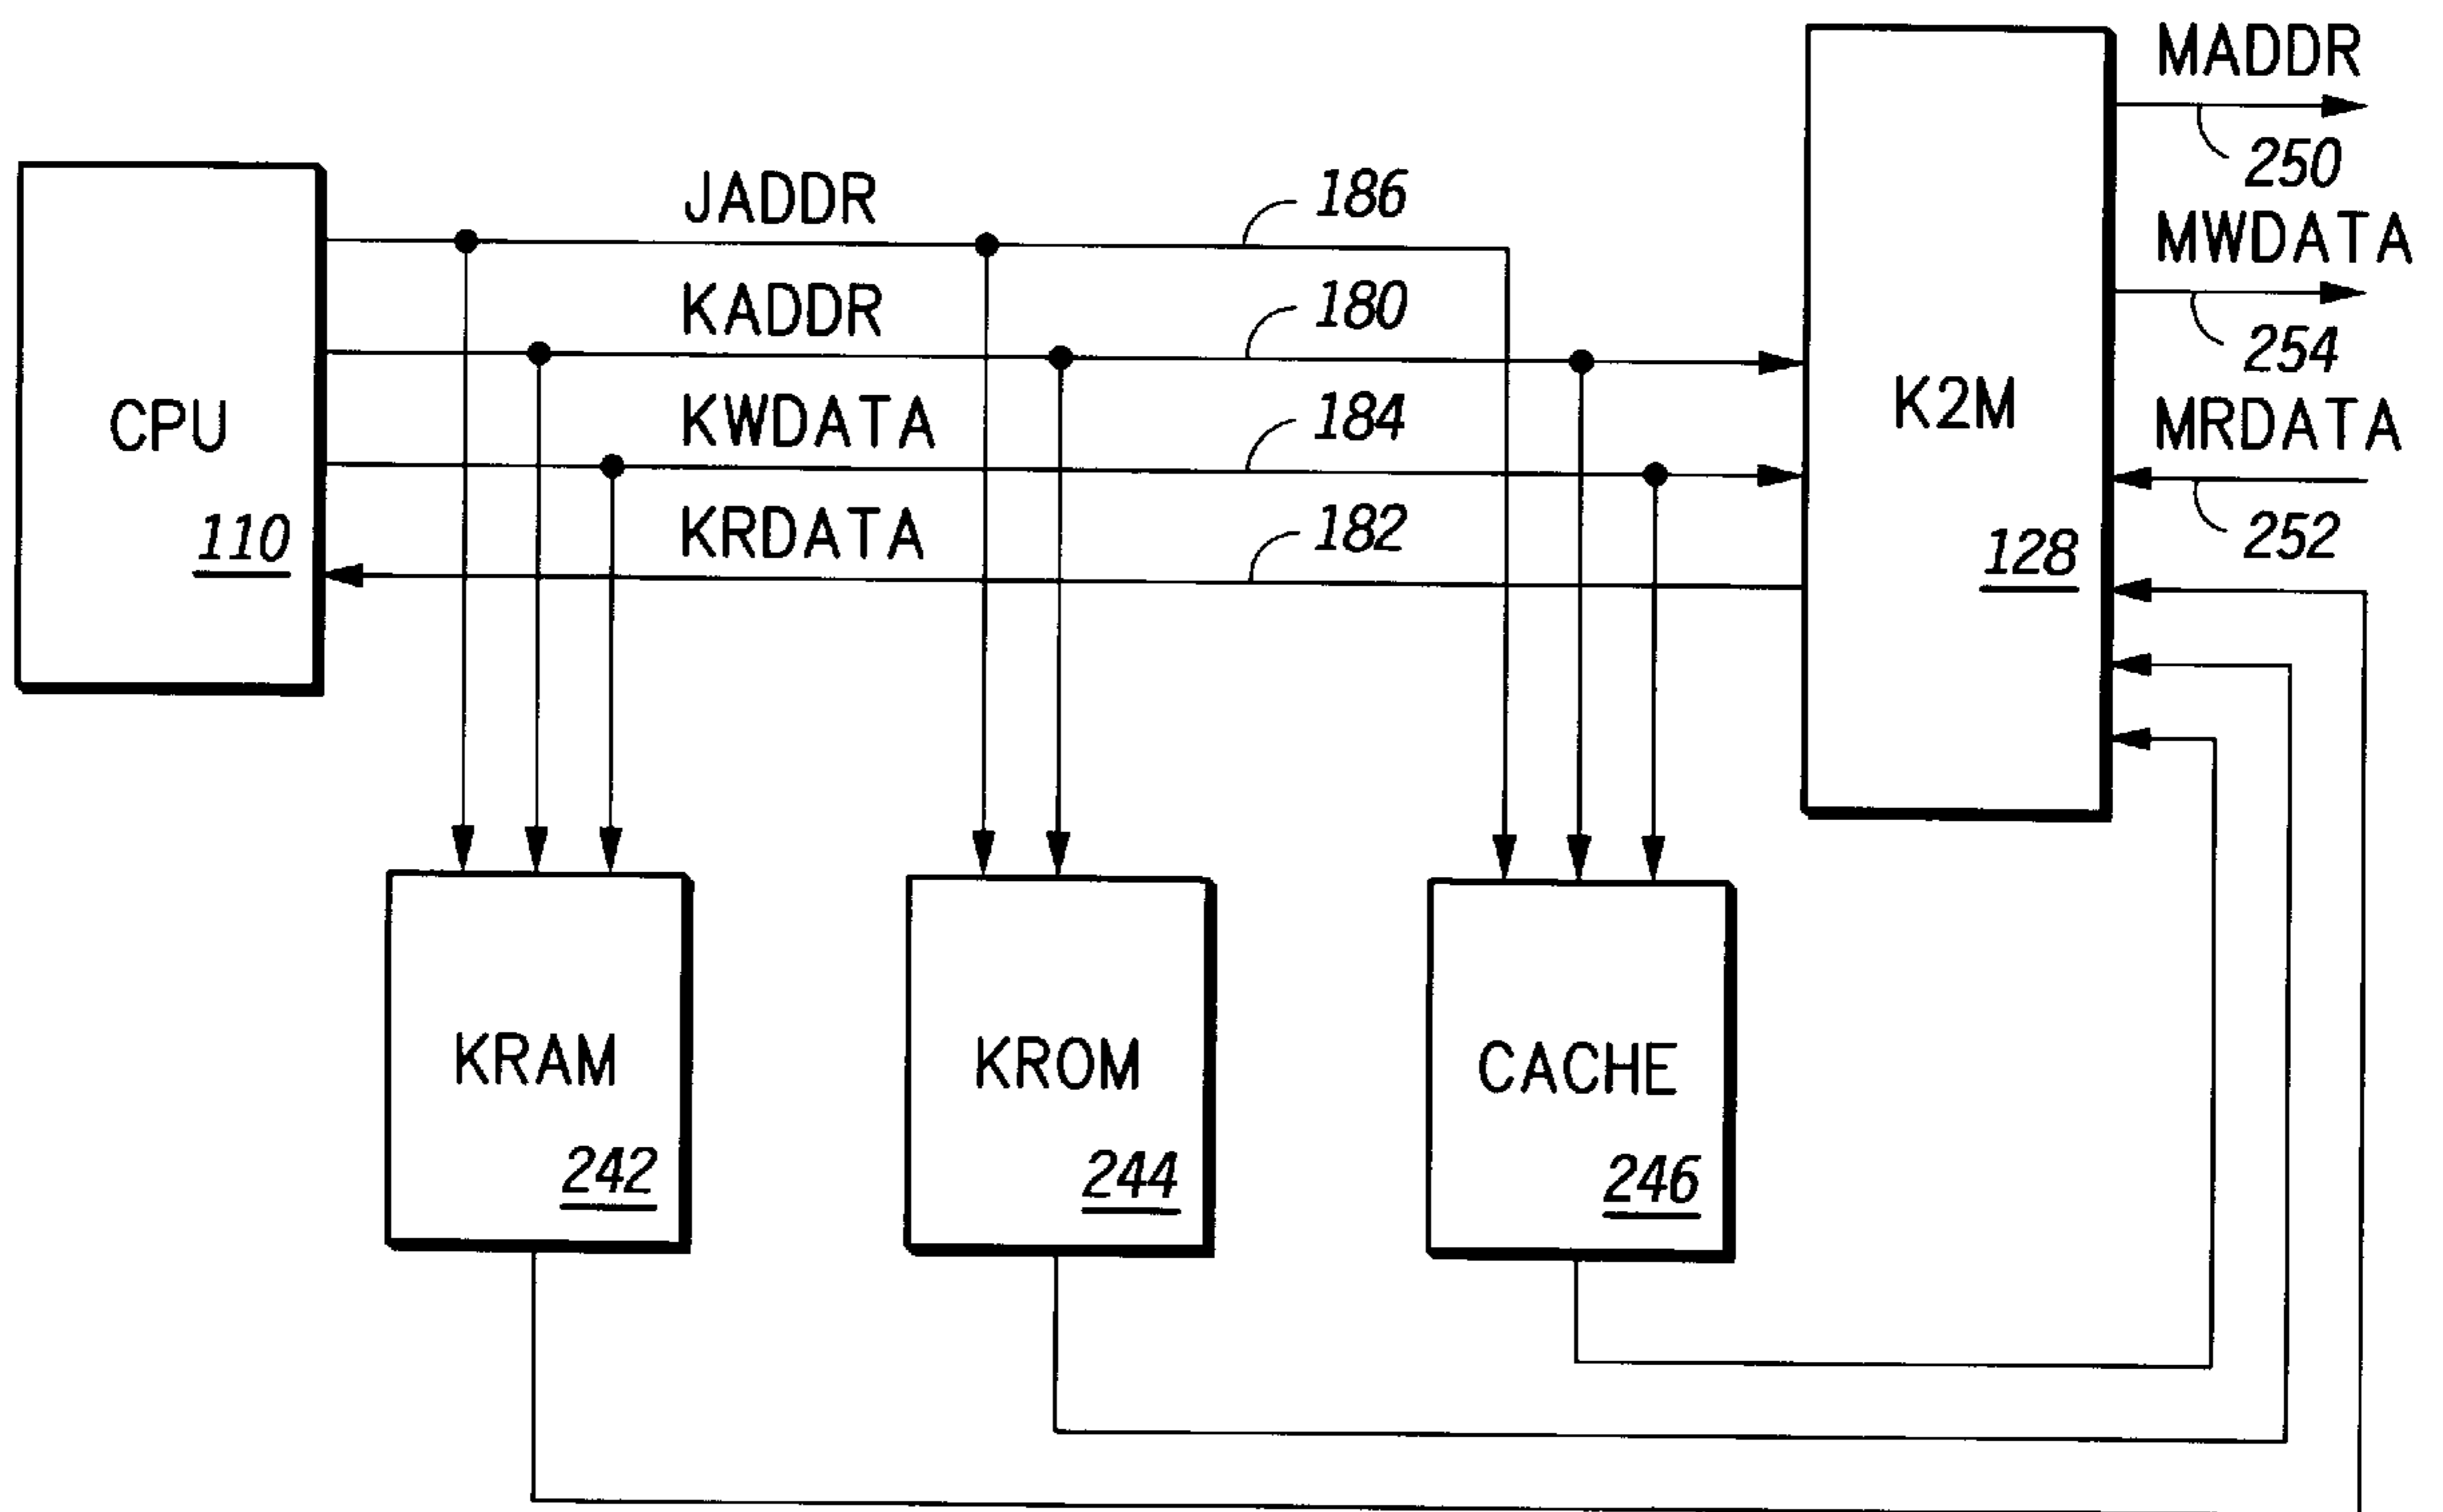 MADDR
250
MWDATA
254
MRDATA
252
JADDR
186
KADDR
180
KWDATA
184
KRDATA
182
CPU
110
K2M
128
KRAM
242
KROM
244
CACHE
246